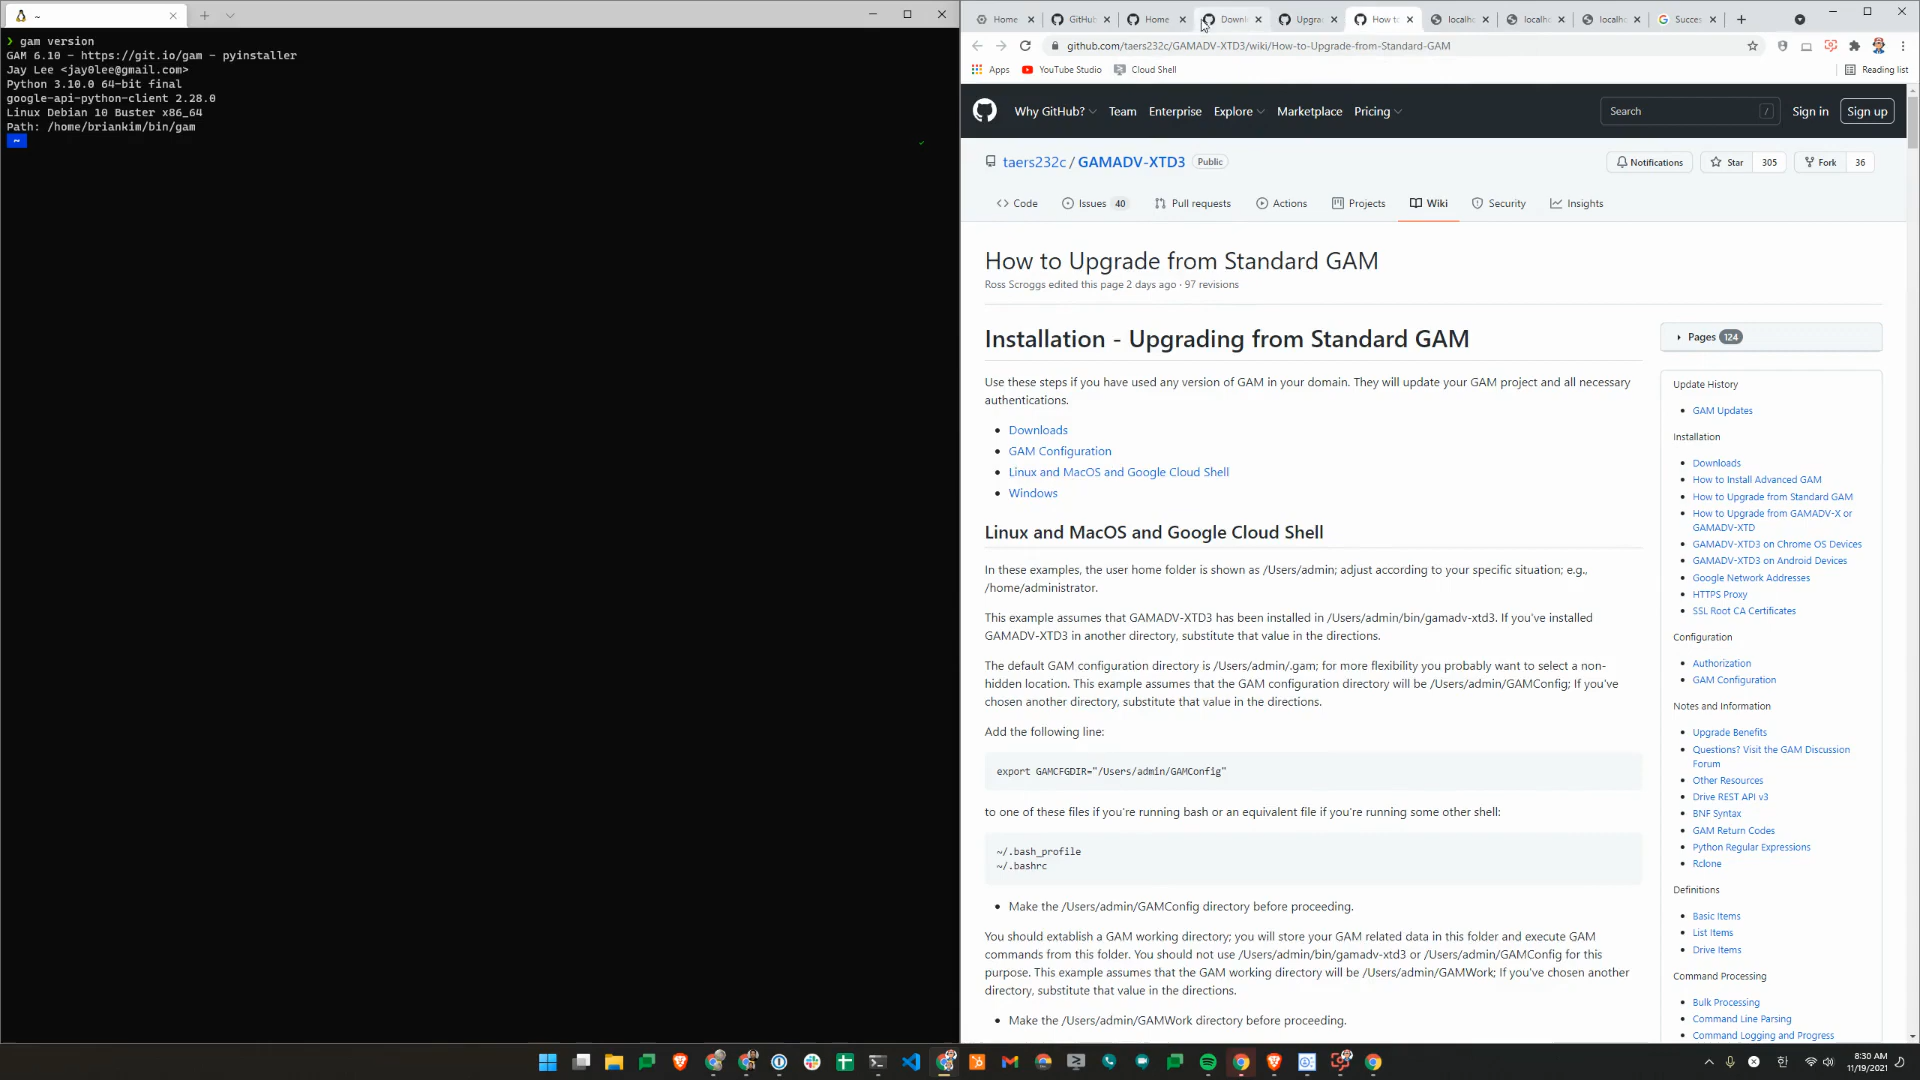 ~
❯ gam version
GAM 6.10 - https://git.io/gam - pyinstaller
Jay Lee <jay0lee@gmail.com>
Python 3.10.0 64-bit final
google-api-python-client 2.28.0
Linux Debian 10 Buster x86_64
Path: /home/briankim/bin/gam
~
Home
GitHub
Home
Downl
Upgra
How to
localh
localh
localh
Succes
github.com/taers232c/GAMADV-XTD3/wiki/How-to-Upgrade-from-Standard-GAM
Apps YouTube Studio Cloud Shell Reading list
Why GitHub? Team Enterprise Explore Marketplace Pricing Search / Sign in Sign up
taers232c / GAMADV-XTD3 Public Notifications Star 305 Fork 36
Code Issues 40 Pull requests Actions Projects Wiki Security Insights
How to Upgrade from Standard GAM
Ross Scroggs edited this page 2 days ago · 97 revisions
Installation - Upgrading from Standard GAM
Use these steps if you have used any version of GAM in your domain. They will update your GAM project and all necessary
authentications.
• Downloads
• GAM Configuration
• Linux and MacOS and Google Cloud Shell
• Windows
Linux and MacOS and Google Cloud Shell
In these examples, the user home folder is shown as /Users/admin; adjust according to your specific situation; e.g.,
/home/administrator.
This example assumes that GAMADV-XTD3 has been installed in /Users/admin/bin/gamadv-xtd3. If you've installed
GAMADV-XTD3 in another directory, substitute that value in the directions.
The default GAM configuration directory is /Users/admin/.gam; for more flexibility you probably want to select a non-
hidden location. This example assumes that the GAM configuration directory will be /Users/admin/GAMConfig; If you've
chosen another directory, substitute that value in the directions.
Add the following line:
export GAMCFGDIR="/Users/admin/GAMConfig"
to one of these files if you're running bash or an equivalent file if you're running some other shell:
~/.bash_profile
~/.bashrc
• Make the /Users/admin/GAMConfig directory before proceeding.
You should establish a GAM working directory; you will store your GAM related data in this folder and execute GAM
commands from this folder. You should not use /Users/admin/bin/gamadv-xtd3 or /Users/admin/GAMConfig for this
purpose. This example assumes that the GAM working directory will be /Users/admin/GAMWork; If you've chosen another
directory, substitute that value in the directions.
• Make the /Users/admin/GAMWork directory before proceeding.
Pages 124
Update History
• GAM Updates
Installation
• Downloads
• How to Install Advanced GAM
• How to Upgrade from Standard GAM
• How to Upgrade from GAMADV-X or
GAMADV-XTD
• GAMADV-XTD3 on Chrome OS Devices
• GAMADV-XTD3 on Android Devices
• Google Network Addresses
• HTTPS Proxy
• SSL Root CA Certificates
Configuration
• Authorization
• GAM Configuration
Notes and Information
• Upgrade Benefits
• Questions? Visit the GAM Discussion
Forum
• Other Resources
• Drive REST API v3
• BNF Syntax
• GAM Return Codes
• Python Regular Expressions
• Rclone
Definitions
• Basic Items
• List Items
• Drive Items
Command Processing
• Bulk Processing
• Command Line Parsing
• Command Logging and Progress
한
8:30 AM
11/19/2021